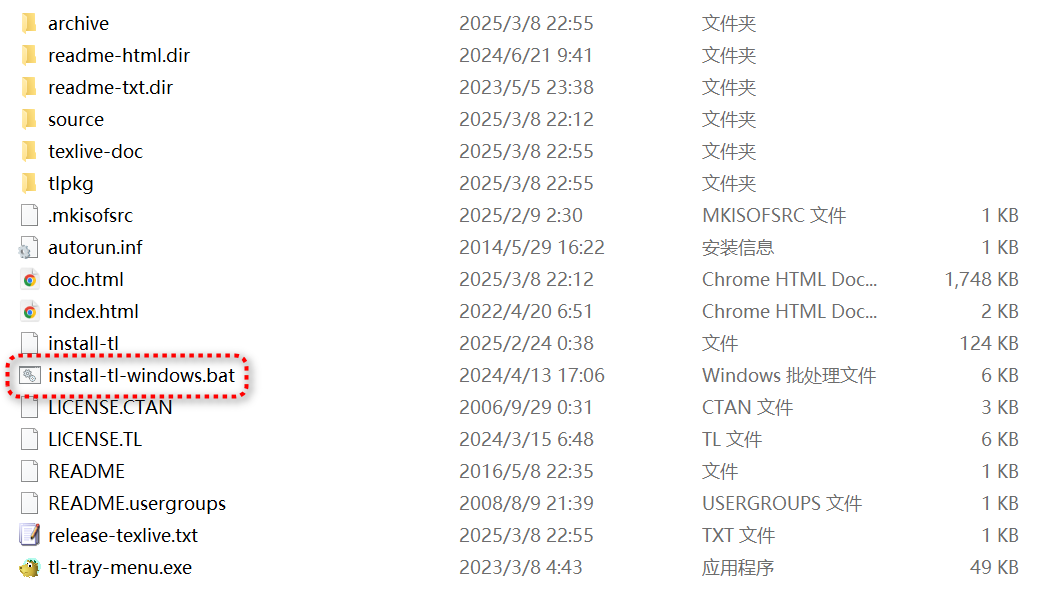 archive 2025/3/8 22:55 文件夹
readme-html.dir 2024/6/21 9:41 文件夹
readme-txt.dir 2023/5/5 23:38 文件夹
source 2025/3/8 22:12 文件夹
texlive-doc 2025/3/8 22:55 文件夹
tlpkg 2025/3/8 22:55 文件夹
.mkisofsrc 2025/2/9 2:30 MKISOFSRC 文件 1 KB
autorun.inf 2014/5/29 16:22 安装信息 1 KB
doc.html 2025/3/8 22:12 Chrome HTML Doc... 1,748 KB
index.html 2022/4/20 6:51 Chrome HTML Doc... 2 KB
install-tl 2025/2/24 0:38 文件 124 KB
install-tl-windows.bat 2024/4/13 17:06 Windows 批处理文件 6 KB
LICENSE.CTAN 2006/9/29 0:31 CTAN 文件 3 KB
LICENSE.TL 2024/3/15 6:48 TL 文件 6 KB
README 2016/5/8 22:35 文件 1 KB
README.usergroups 2008/8/9 21:39 USERGROUPS 文件 1 KB
release-texlive.txt 2025/3/8 22:55 TXT 文件 1 KB
tl-tray-menu.exe 2023/3/8 4:43 应用程序 49 KB